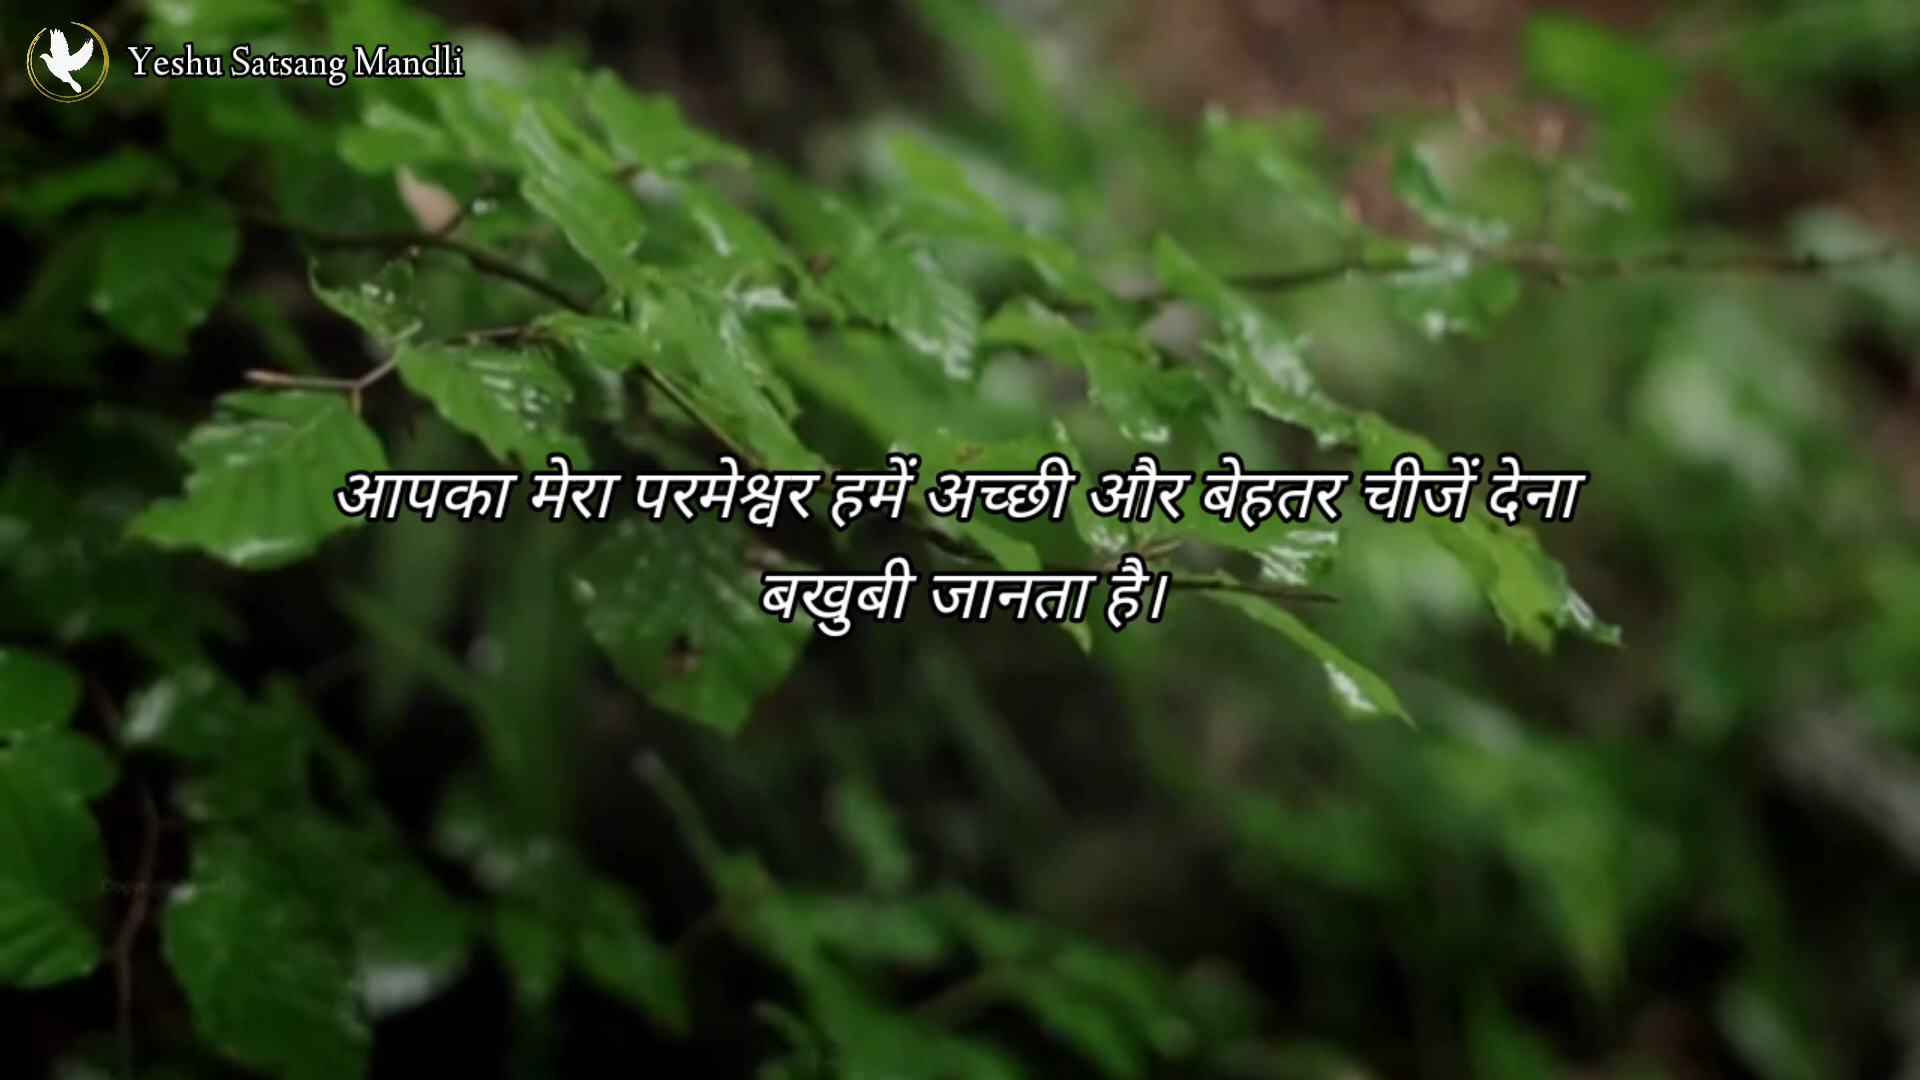 Yeshu Satsang Mandli
आपका मेरा परमेश्वर हमें अच्छी और बेहतर चीजें देना
बखुबी जानता है।